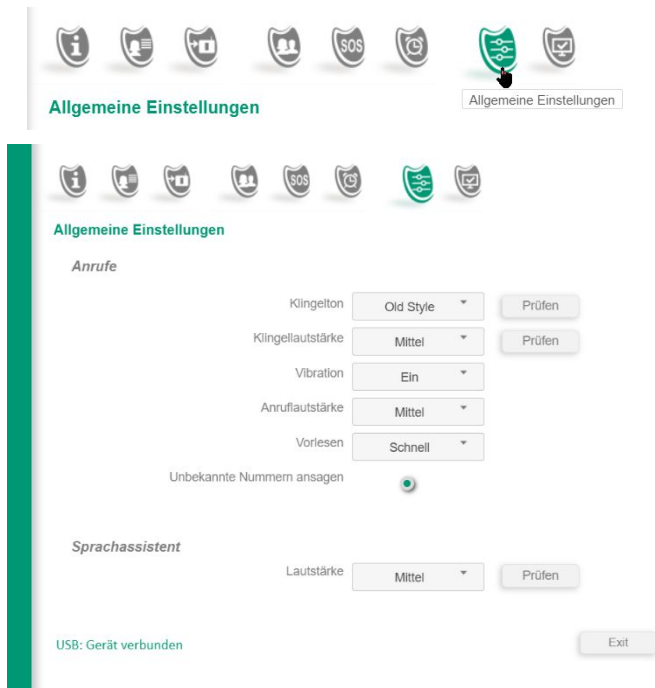 SOS
Allgemeine Einstellungen
Allgemeine Einstellungen
SOS
Allgemeine Einstellungen
Anrufe
Klingelton Old Style Prüfen
Klingellautstärke Mittel Prüfen
Vibration Ein
Anruflautstärke Mittel
Vorlesen Schnell
Unbekannte Nummern ansagen
Sprachassistent
Lautstärke Mittel Prüfen
USB: Gerät verbunden Exit